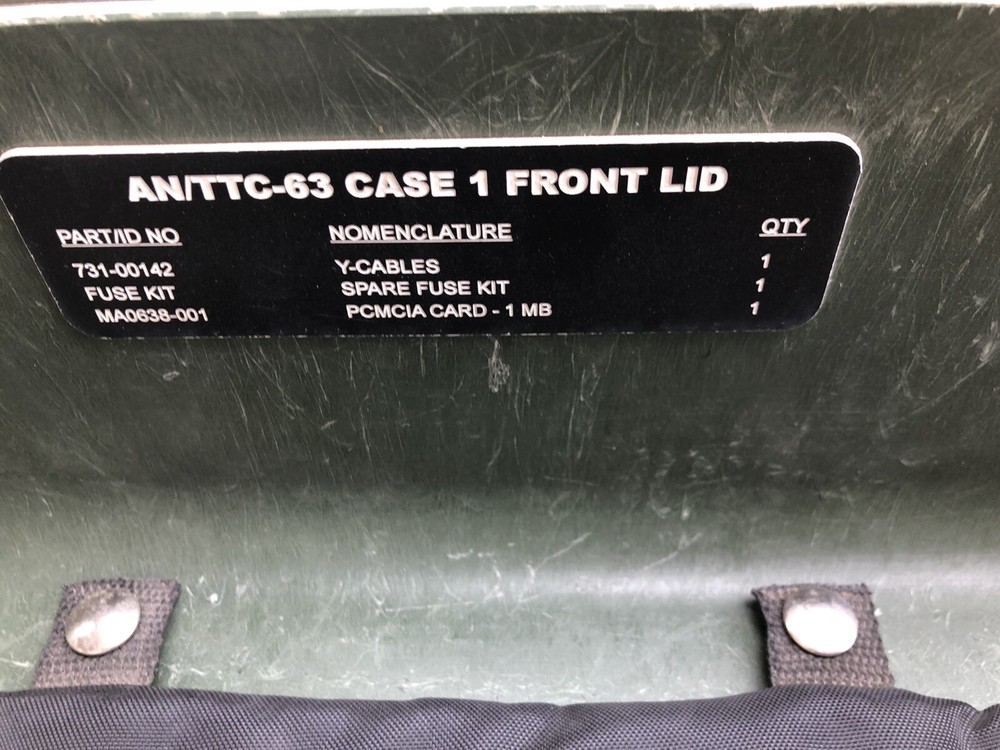 AN/TTC-63 CASE 1 FRONT LID
PART/ID NO NOMENCLATURE QTY
731-00142 Y-CABLES 1
FUSE KIT SPARE FUSE KIT 1
MA0638-001 PCMCIA CARD - 1 MB 1